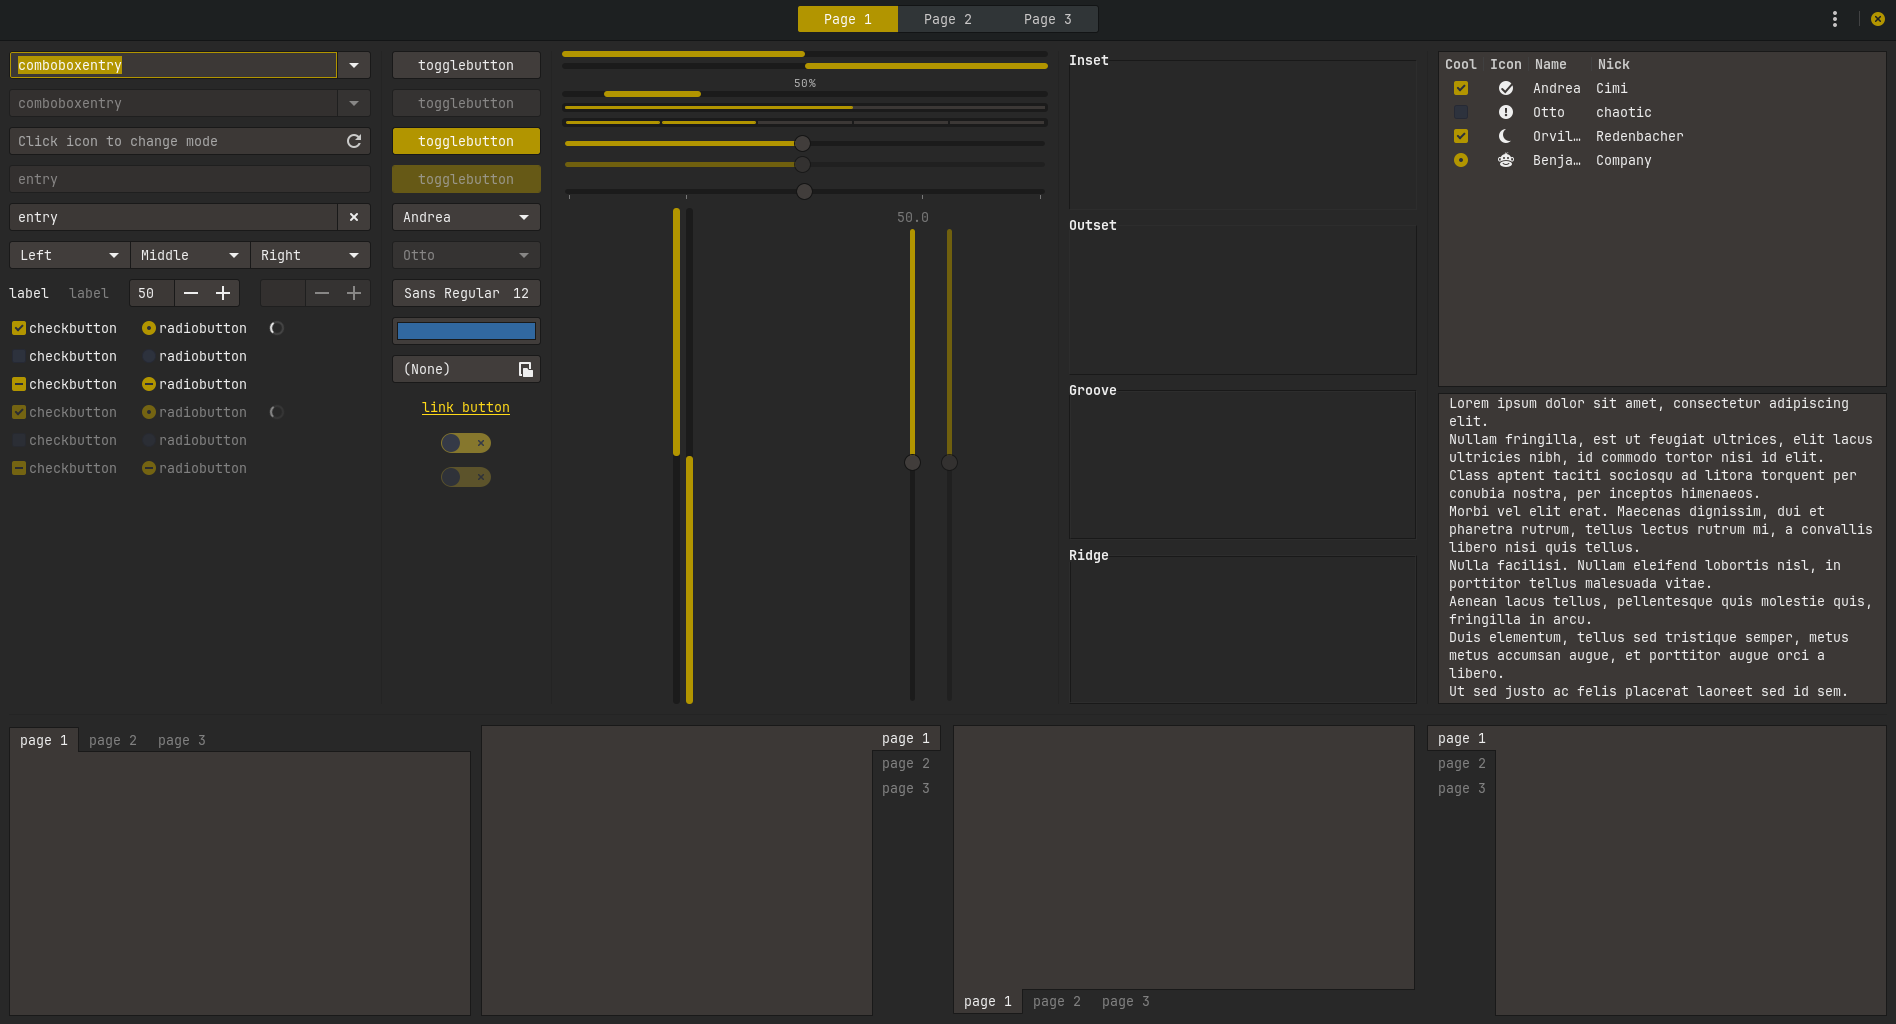 Page 1
Page 2
Page 3
comboboxentry
comboboxentry
Click icon to change mode
entry
entry
Left
Middle
Right
label
label
50
checkbutton
radiobutton
checkbutton
radiobutton
checkbutton
radiobutton
checkbutton
radiobutton
checkbutton
radiobutton
checkbutton
radiobutton
togglebutton
togglebutton
togglebutton
togglebutton
Andrea
Otto
Sans Regular 12
(None)
link button
50%
50.0
Inset
Outset
Groove
Ridge
Cool Icon Name Nick
Andrea Cimi
Otto chaotic
Orvil… Redenbacher
Benja… Company
Lorem ipsum dolor sit amet, consectetur adipiscing
elit.
Nullam fringilla, est ut feugiat ultrices, elit lacus
ultricies nibh, id commodo tortor nisi id elit.
Class aptent taciti sociosqu ad litora torquent per
conubia nostra, per inceptos himenaeos.
Morbi vel elit erat. Maecenas dignissim, dui et
pharetra rutrum, tellus lectus rutrum mi, a convallis
libero nisi quis tellus.
Nulla facilisi. Nullam eleifend lobortis nisl, in
porttitor tellus malesuada vitae.
Aenean lacus tellus, pellentesque quis molestie quis,
fringilla in arcu.
Duis elementum, tellus sed tristique semper, metus
metus accumsan augue, et porttitor augue orci a
libero.
Ut sed justo ac felis placerat laoreet sed id sem.
page 1
page 2
page 3
page 1
page 2
page 3
page 1
page 2
page 3
page 1
page 2
page 3